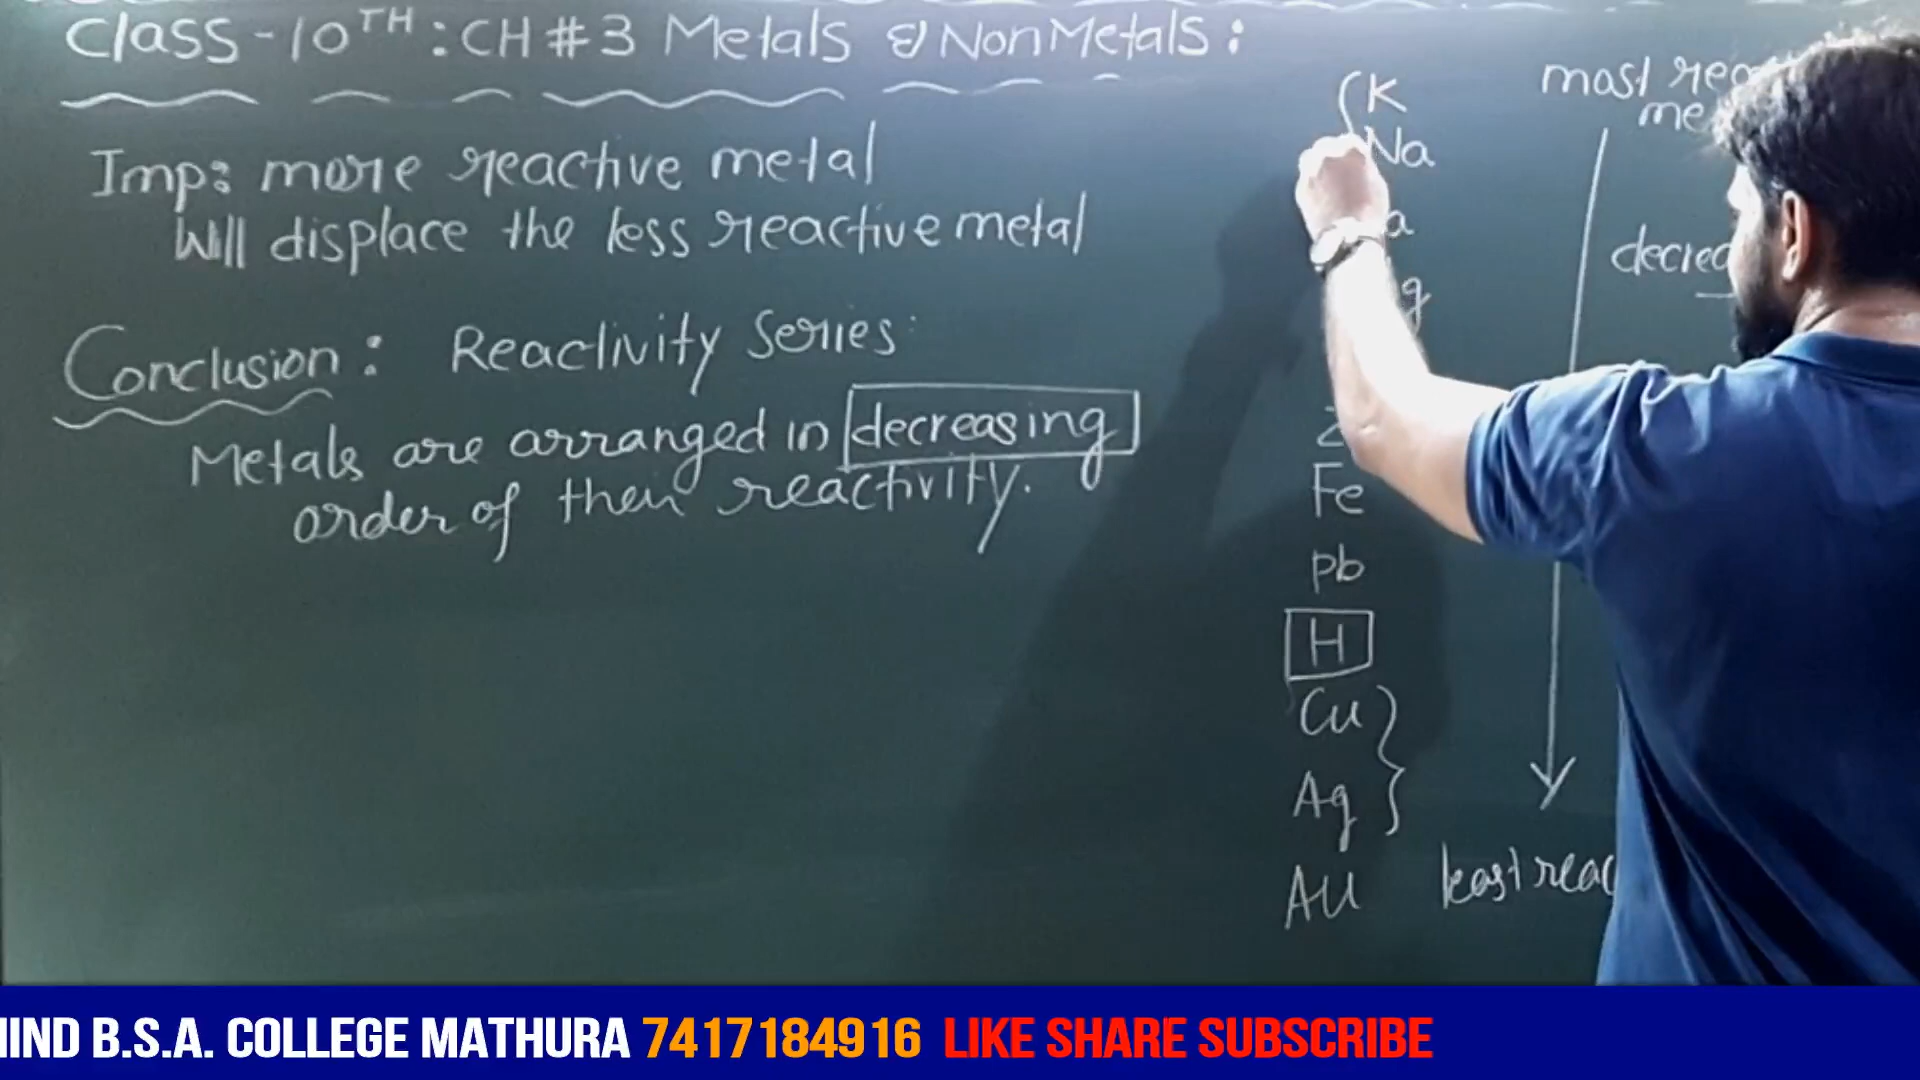 Class-10TH : CH # 3 Metals & NonMetals :
Imp: more reactive metal
Will displace the less reactive metal
Conclusion : Reactivity Series:
Metals are arranged in decreasing
order of their reactivity.
K
Na
Fe
pb
H
Cu
Ag
Au
most
least
B.S.A. COLLEGE MATHURA 7417184916 LIKE SHARE SUBSCRIBE